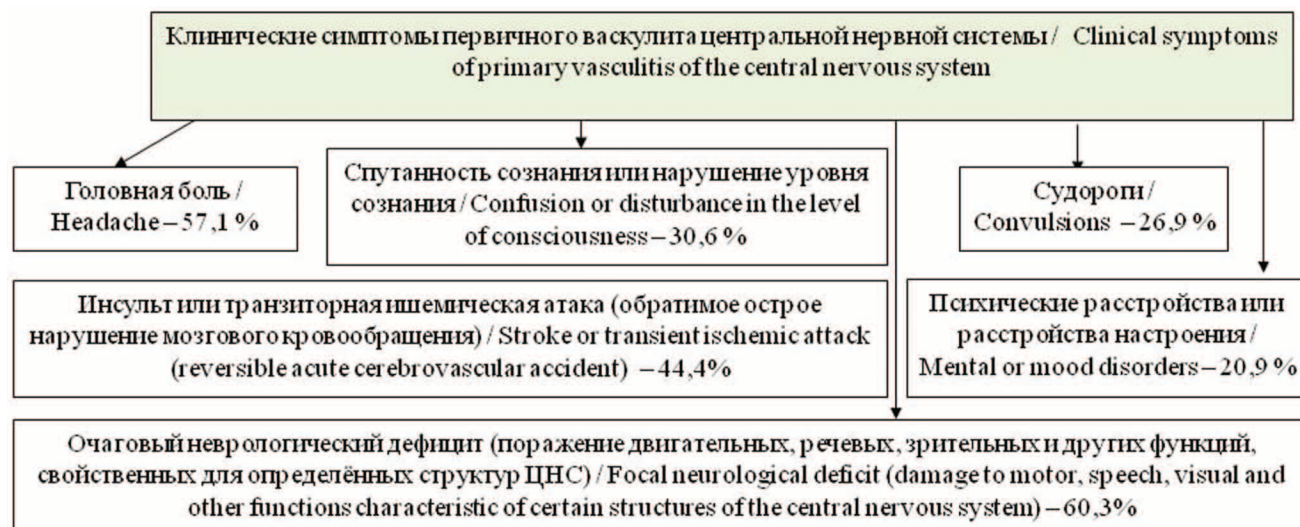 Клинические симптомы первичного васкулита центральной нервной системы / Clinical symptoms
of primary vasculitis of the central nervous system
Головная боль /
Headache – 57,1 %
Спутанность сознания или нарушение уровня
сознания / Confusion or disturbance in the level
of consciousness – 30,6 %
Судороги /
Convulsions – 26,9 %
Инсульт или транзиторная ишемическая атака (обратимое острое
нарушение мозгового кровообращения) / Stroke or transient ischemic attack
(reversible acute cerebrovascular accident) – 44,4%
Психические расстройства или
расстройства настроения /
Mental or mood disorders – 20,9 %
Очаговый неврологический дефицит (поражение двигательных, речевых, зрительных и других функций,
свойственных для определённых структур ЦНС) / Focal neurological deficit (damage to motor, speech, visual and
other functions characteristic of certain structures of the central nervous system) – 60,3%